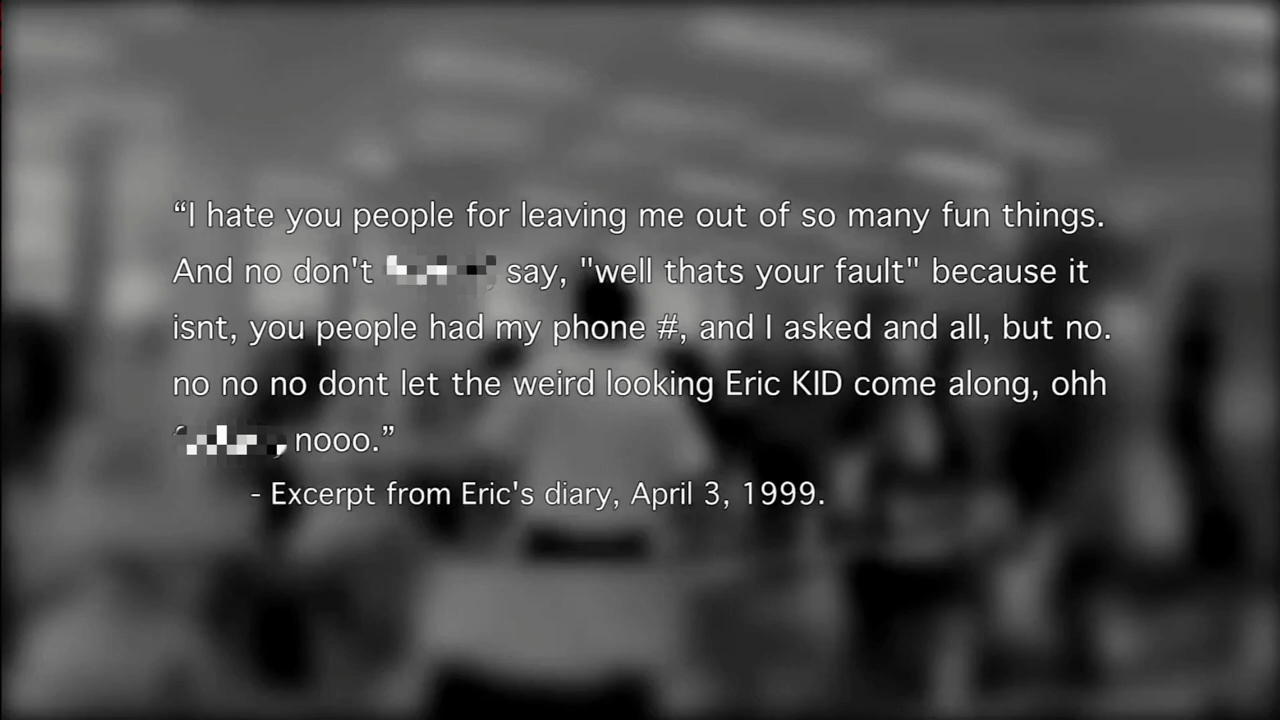 “I hate you people for leaving me out of so many fun things.
And no don't say, "well thats your fault" because it
isnt, you people had my phone #, and I asked and all, but no.
no no no dont let the weird looking Eric KID come along, ohh
nooo.”
- Excerpt from Eric's diary, April 3, 1999.